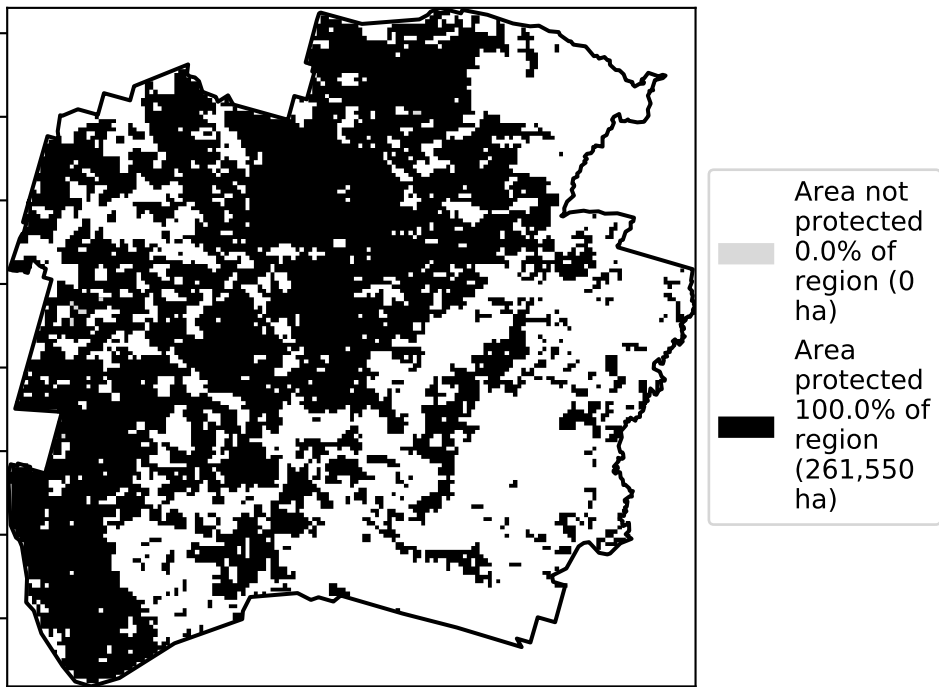 Area not
protected
0.0% of
region (0
ha)
Area
protected
100.0% of
region
(261,550
ha)